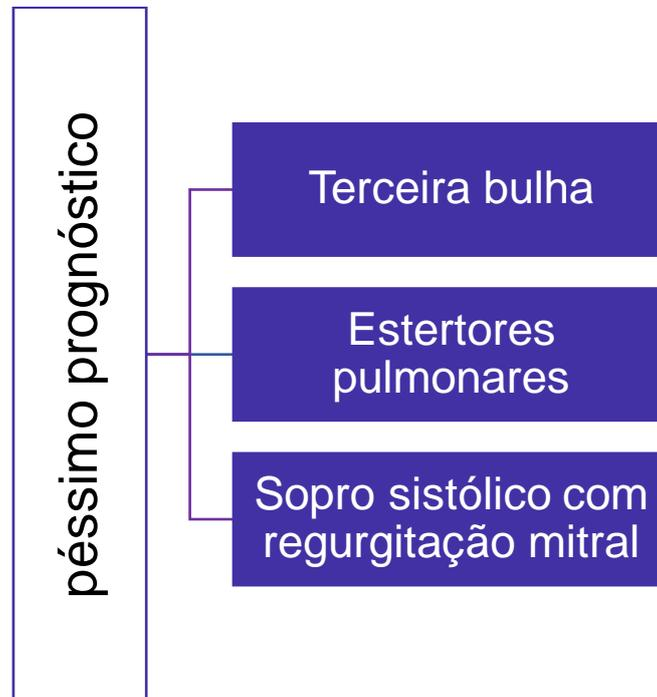 péssimo prognóstico
Terceira bulha
Estertores
pulmonares
Sopro sistólico com
regurgitação mitral